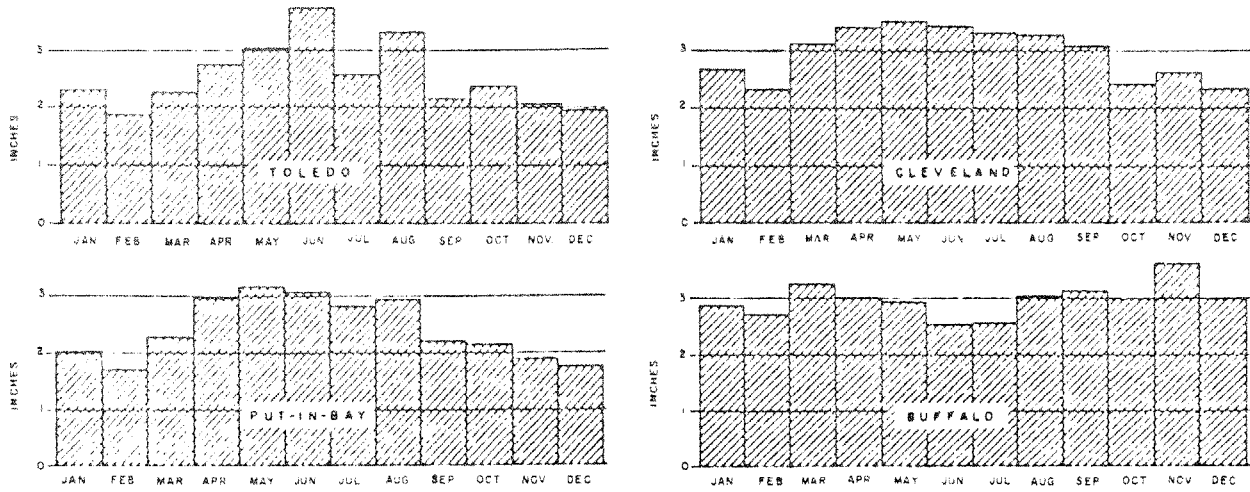 INCHES
3
2
1
0
TOLEDO
JAN FEB MAR APR MAY JUN JUL AUG SEP OCT NOV. DEC
INCHES
3
2
1
0
CLEVELAND
JAN FEB MAR APR MAY JUN JUL AUG SEP OCT NOV DEC
INCHES
3
2
1
0
PUT-IN-BAY
JAN FEB MAR APR MAY JUN JUL AUG SEP OCT NOV DEC
INCHES
3
2
1
0
BUFFALO
JAN FEB MAR APR MAY JUN JUL AUG SEP OCT NOV DEC